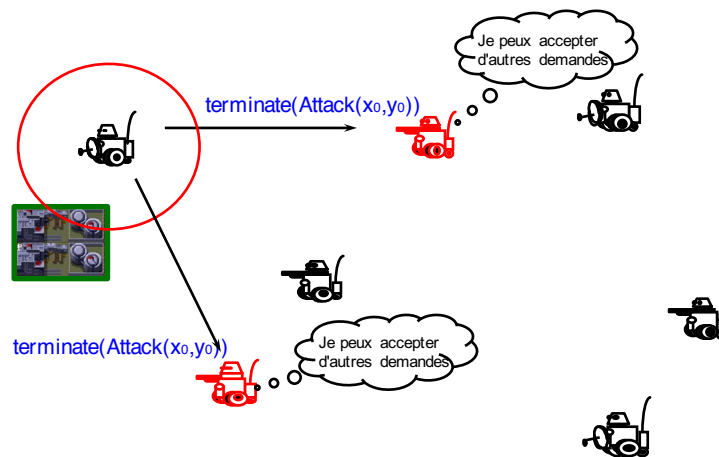 Je peux accepter
d'autres demandes
terminate(Attack(x₀,y₀))
terminate(Attack(x₀,y₀))
Je peux accepter
d'autres demandes